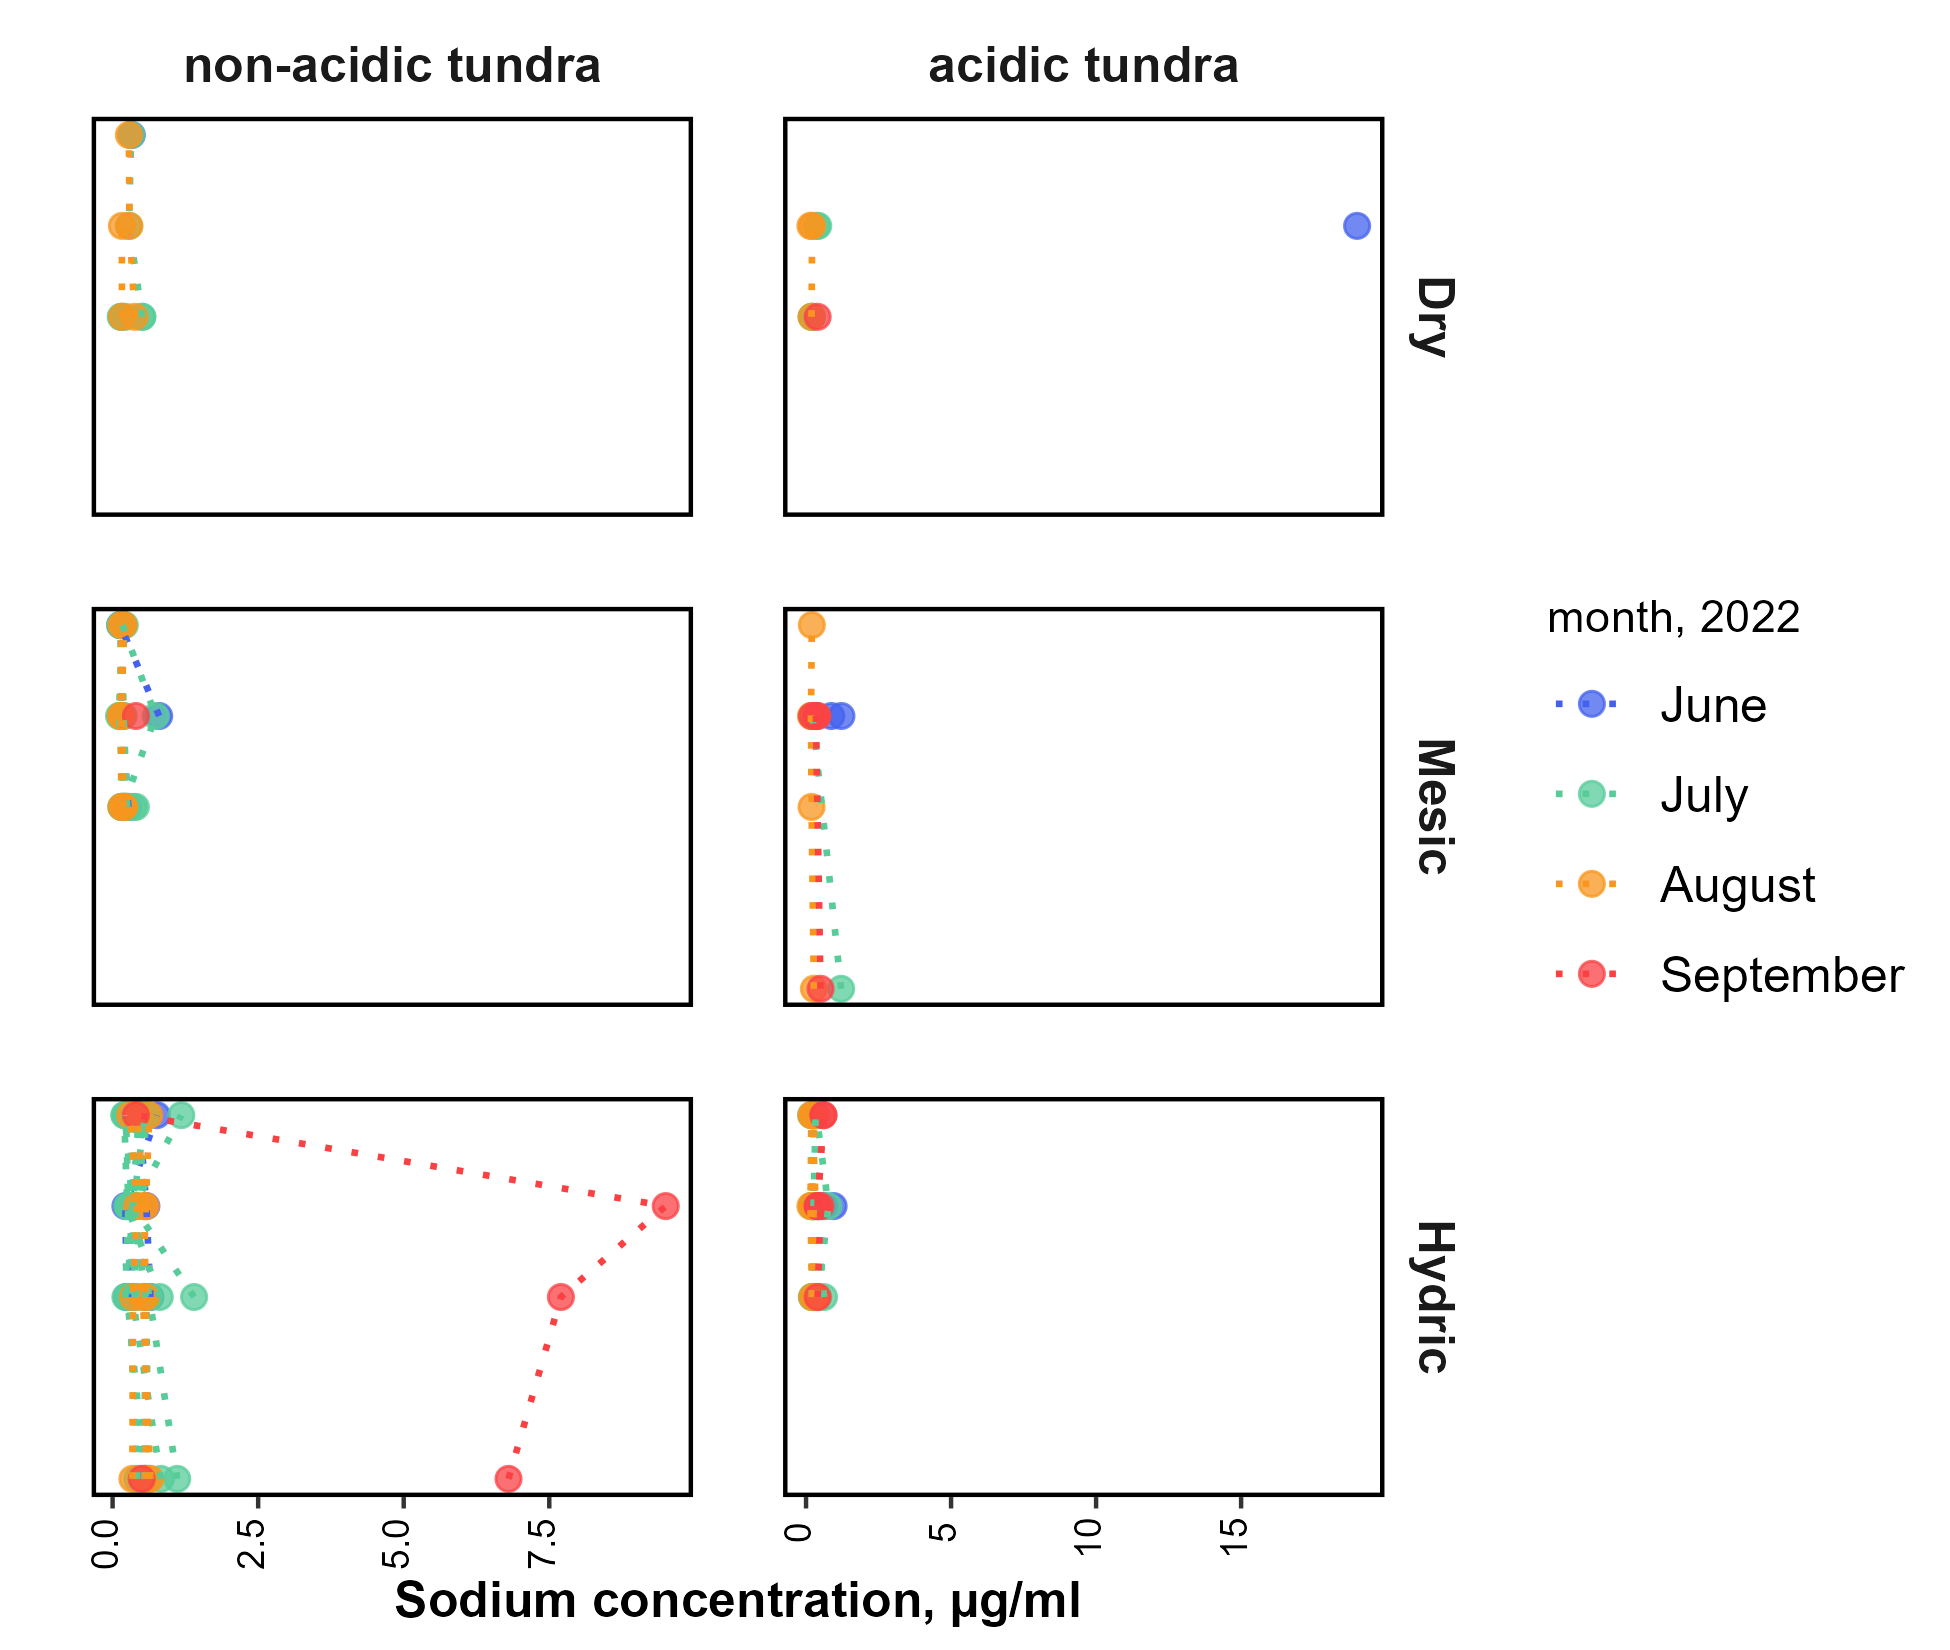 non-acidic tundra
acidic tundra
Dry
Mesic
Hydric
month, 2022
June
July
August
September
0.0
2.5
5.0
7.5
0
5
10
15
Sodium concentration, µg/ml